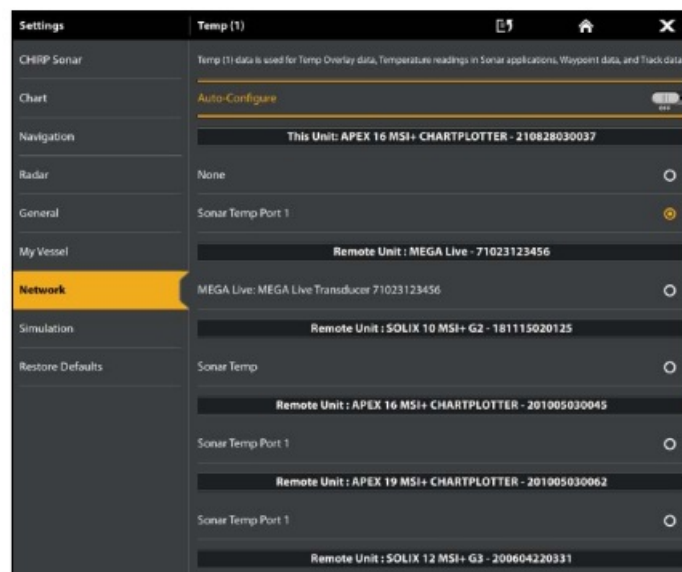 Settings
Temp (1)
CHIRP Sonar
Chart
Navigation
Radar
General
My Vessel
Network
Simulation
Restore Defaults
Temp (1) data is used for Temp Overlay data, Temperature readings in Sonar applications, Waypoint data, and Track data
Auto-Configure
This Unit: APEX 16 MSI+ CHARTPLOTTER - 210828030037
None
Sonar Temp Port 1
Remote Unit : MEGA Live - 71023123456
MEGA Live: MEGA Live Transducer 71023123456
Remote Unit : SOLIX 10 MSI+ G2 - 181115020125
Sonar Temp
Remote Unit : APEX 16 MSI+ CHARTPLOTTER - 201005030045
Sonar Temp Port 1
Remote Unit : APEX 19 MSI+ CHARTPLOTTER - 201005030062
Sonar Temp Port 1
Remote Unit : SOLIX 12 MSI+ G3 - 200604220331